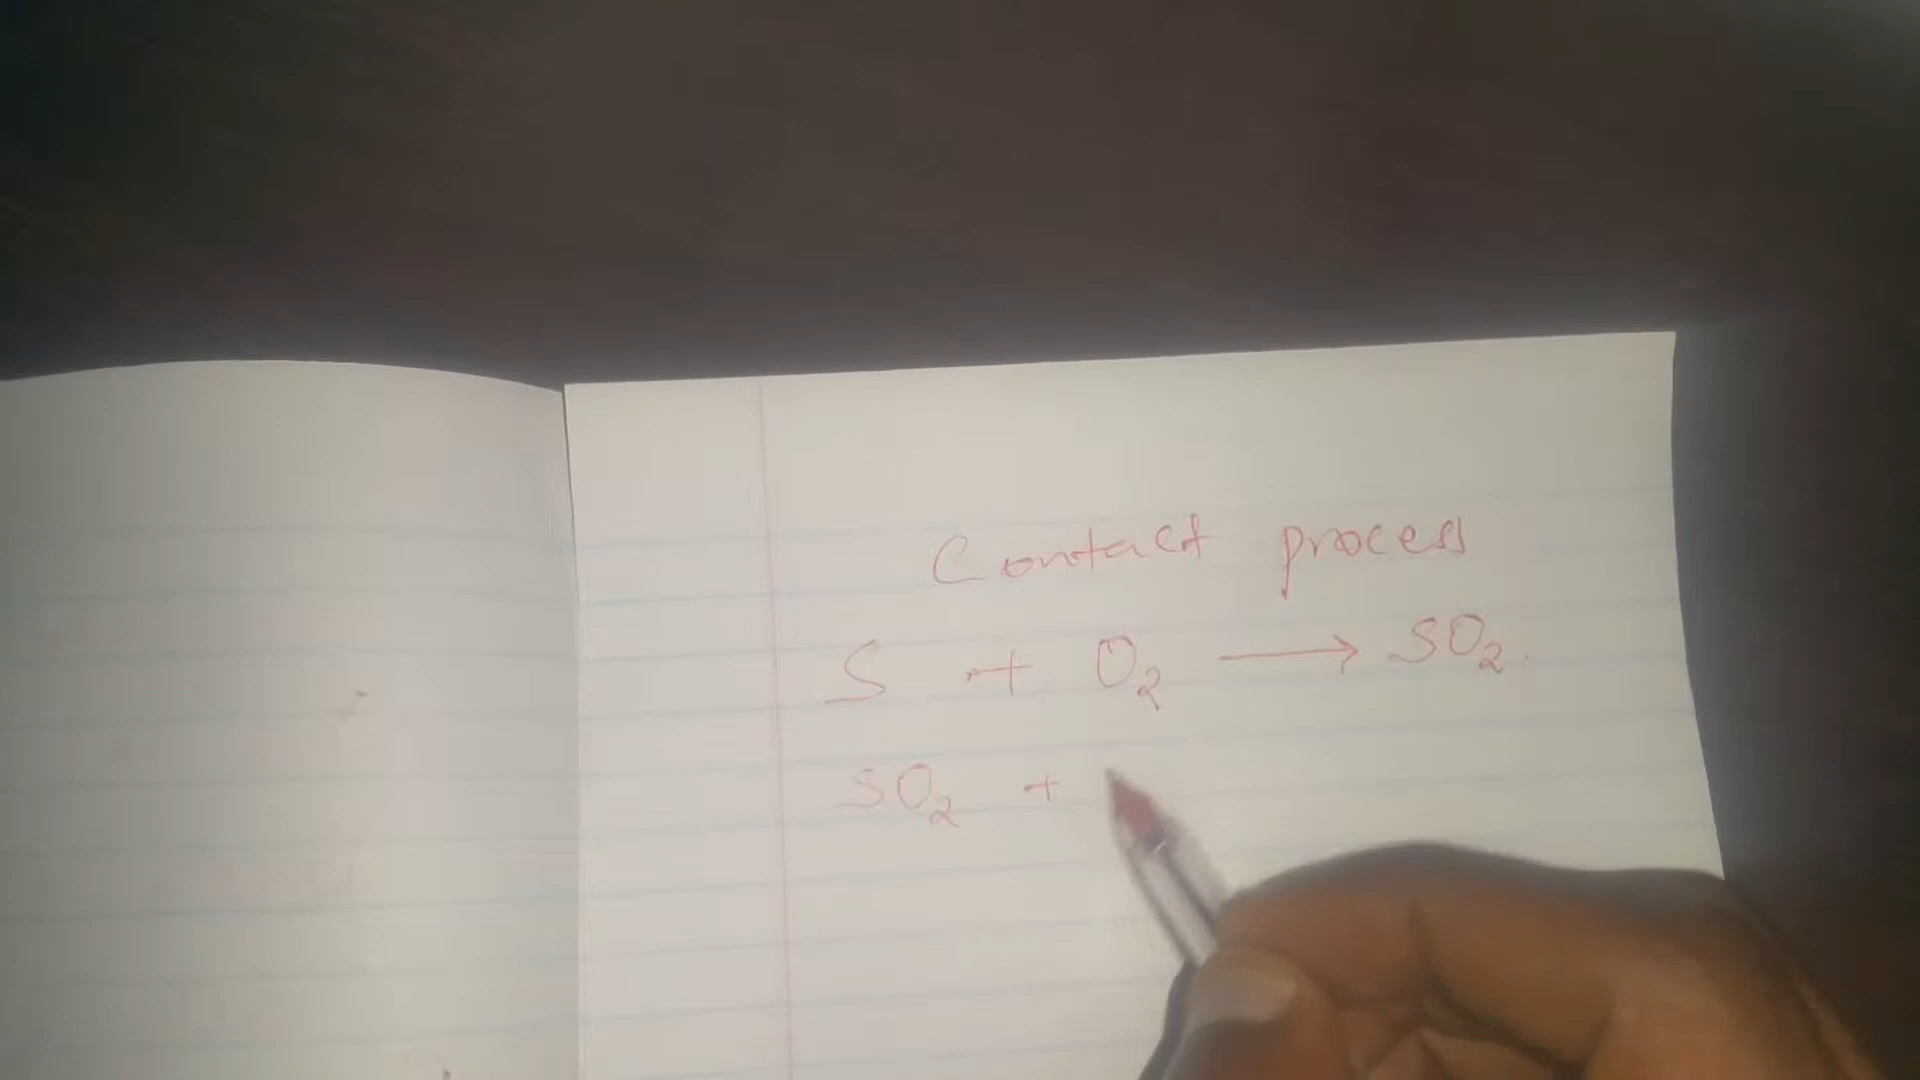 Contact process
S + O₂ → SO₂.
SO₂ +